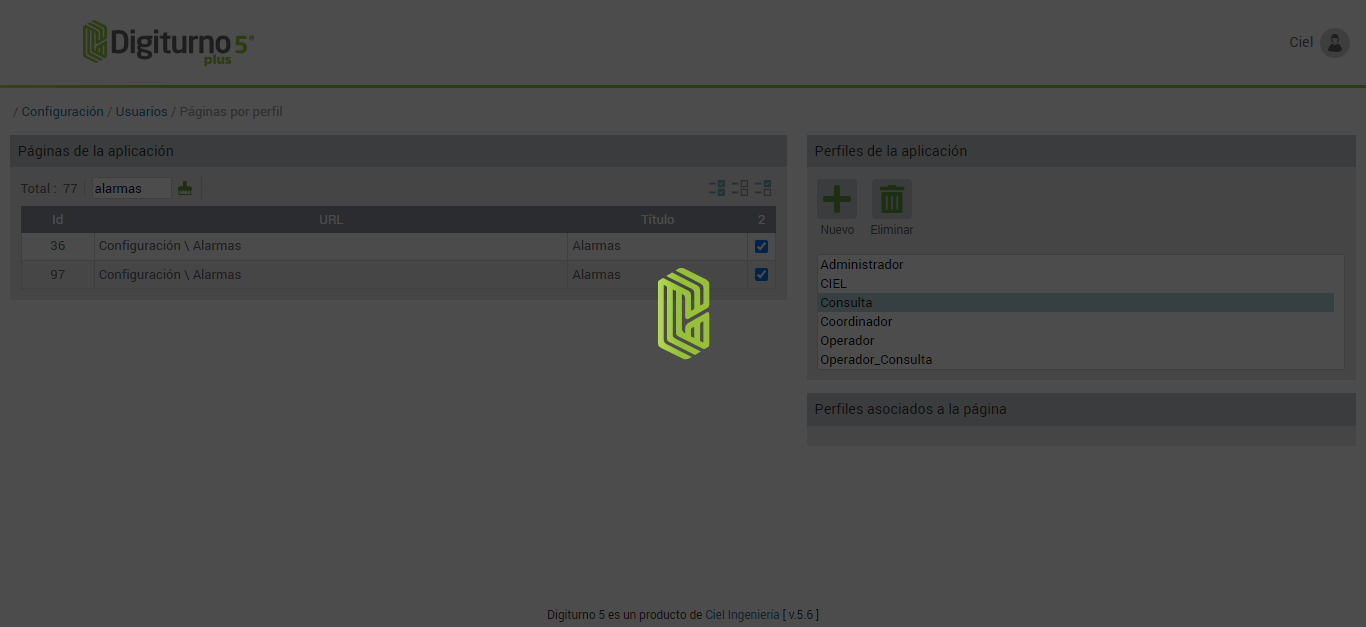 Digiturno 5®
plus
Ciel
/ Configuración / Usuarios / Páginas por perfil
Páginas de la aplicación
Total : 77 alarmas
Id URL Título 2
36 Configuración \ Alarmas Alarmas
97 Configuración \ Alarmas Alarmas
Perfiles de la aplicación
Nuevo Eliminar
Administrador
CIEL
Consulta
Coordinador
Operador
Operador_Consulta
Perfiles asociados a la página
Digiturno 5 es un producto de Ciel Ingeniería [ v.5.6 ]